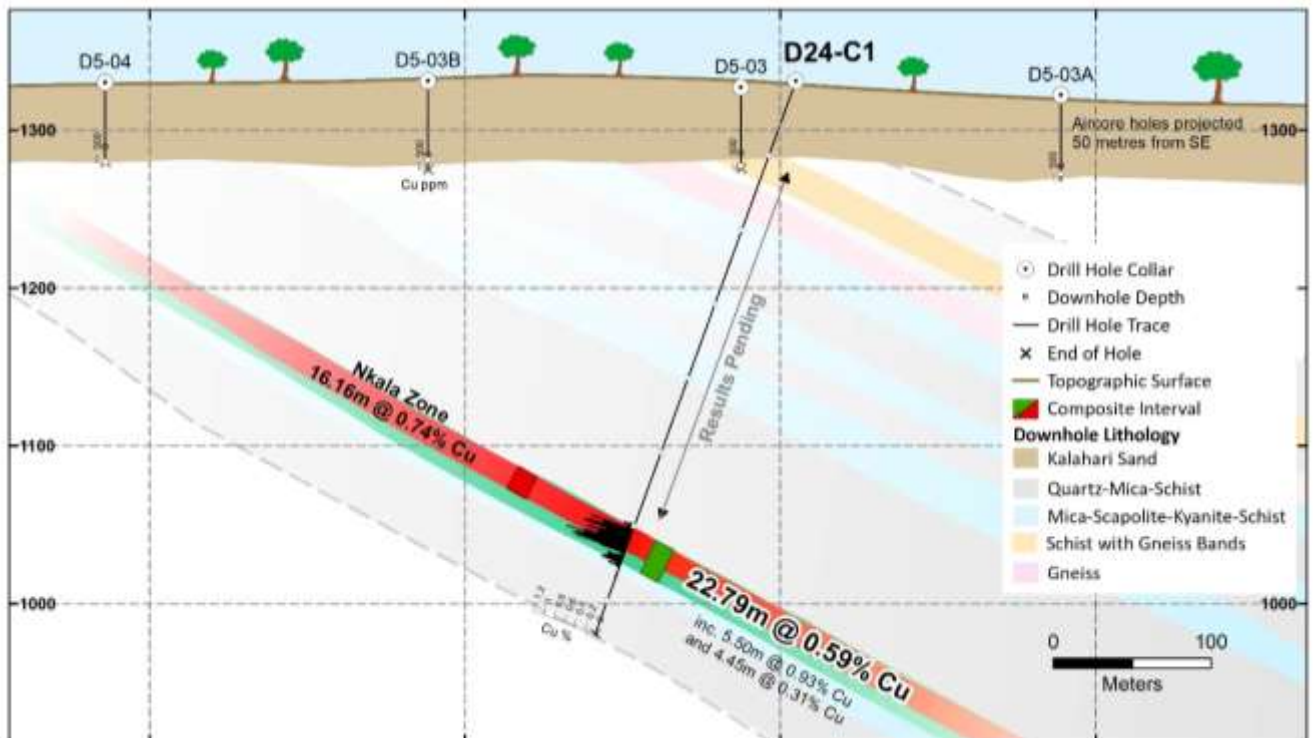 D5-04
D5-03B
D5-03
D24-C1
D5-03A
1300
Aircore holes projected
50 metres from SE
1300
200
200
Cu ppm
1200
Results Pending
Nkala Zone
16.16m @ 0.74% Cu
1100
1000
Cu %
22.79m @ 0.59% Cu
inc. 5.50m @ 0.93% Cu
and 4.45m @ 0.31% Cu
1000
Drill Hole Collar
Downhole Depth
Drill Hole Trace
End of Hole
Topographic Surface
Composite Interval
Downhole Lithology
Kalahari Sand
Quartz-Mica-Schist
Mica-Scapolite-Kyanite-Schist
Schist with Gneiss Bands
Gneiss
0 100
Meters